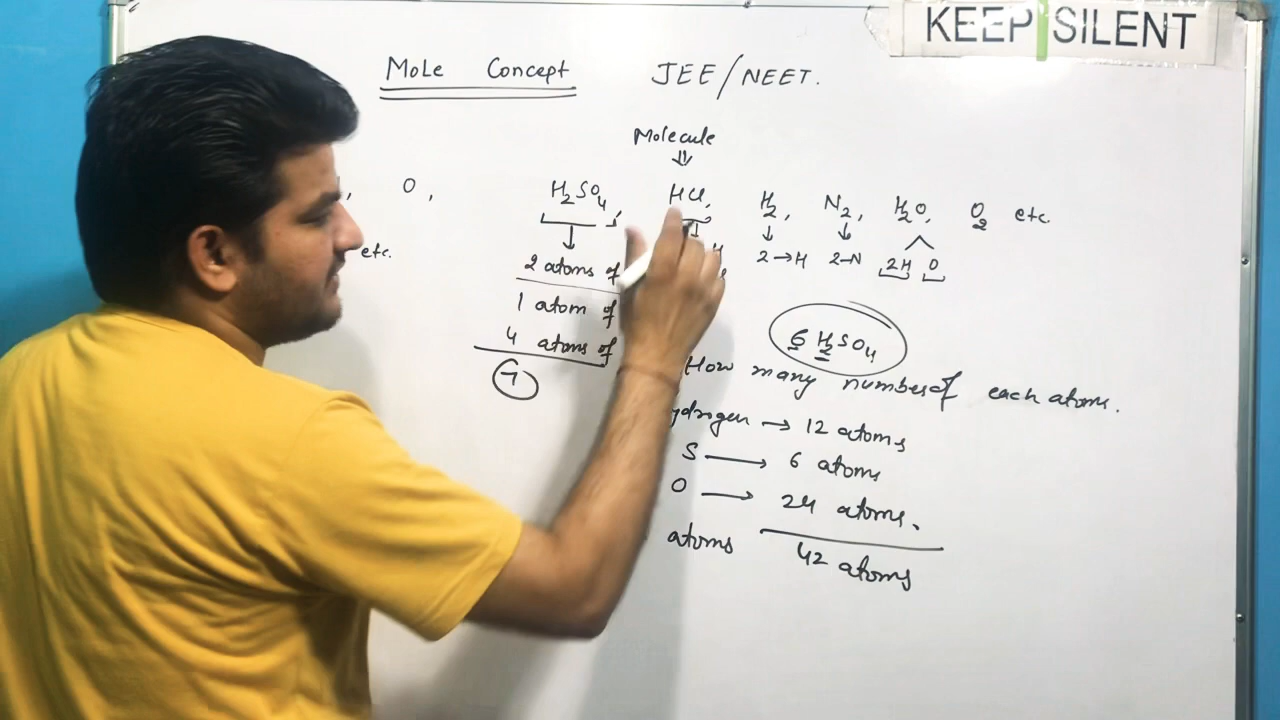 KEEP SILENT
Mole Concept JEE/NEET.
Molecule
⇓
, O , H₂SO₄, HCl, H₂, N₂, H₂O, O₂ etc
etc. ↓ ↓ ↓ ↓
2 atoms of 2→H 2-N 2H O
1 atom of
4 atoms of 6 H₂SO₄
7 How many number of each atoms.
ydrogen → 12 atoms
S → 6 atoms
O → 24 atoms.
atoms 42 atoms